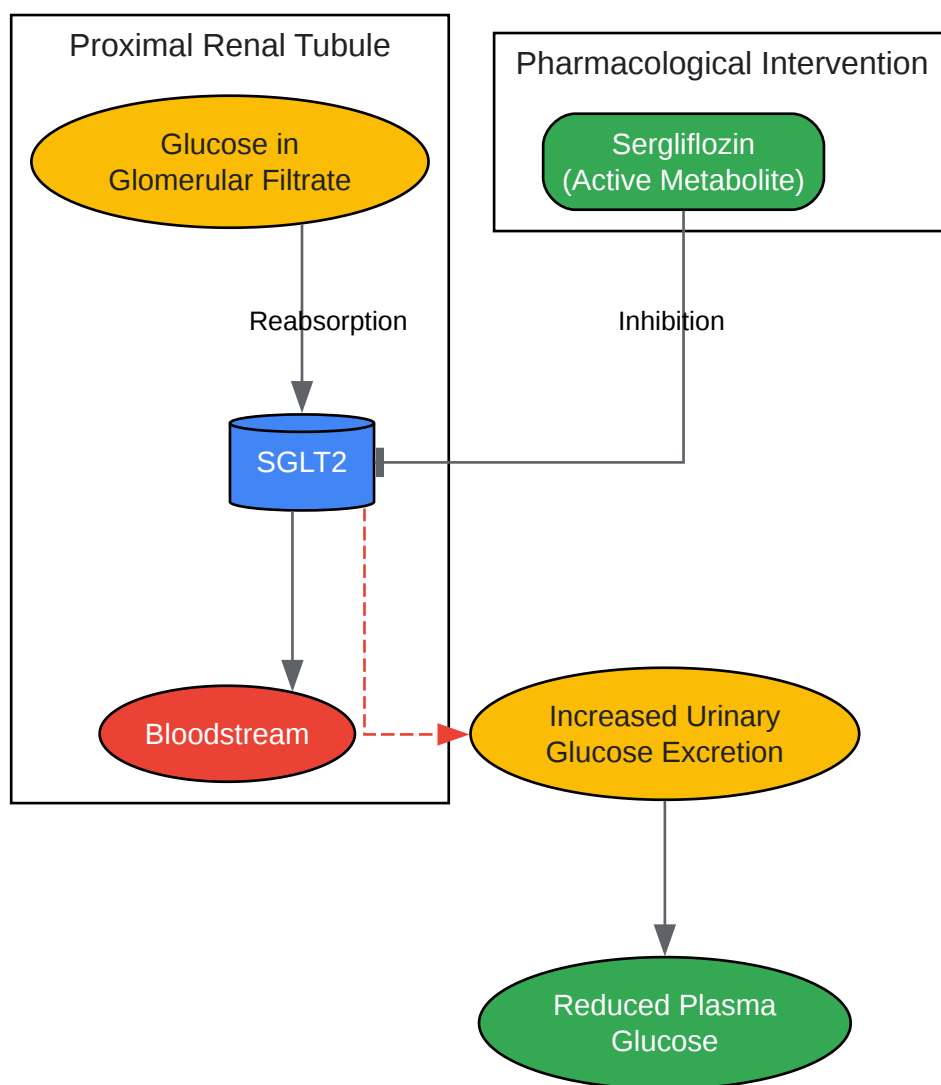 Proximal Renal Tubule
Pharmacological Intervention
Glucose in
Glomerular Filtrate
Sergliflozin
(Active Metabolite)
Reabsorption
Inhibition
SGLT2
Bloodstream
Increased Urinary
Glucose Excretion
Reduced Plasma
Glucose